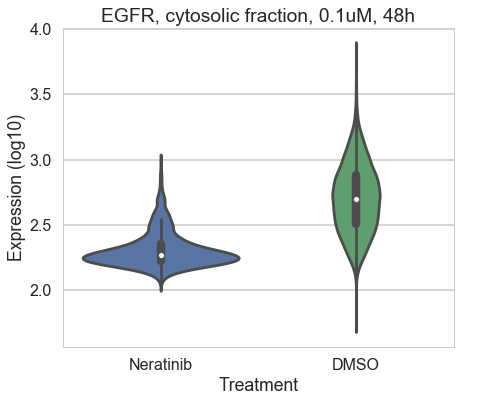 EGFR, cytosolic fraction, 0.1uM, 48h
4.0
3.5
3.0
2.5
2.0
Expression (log10)
Neratinib DMSO
Treatment